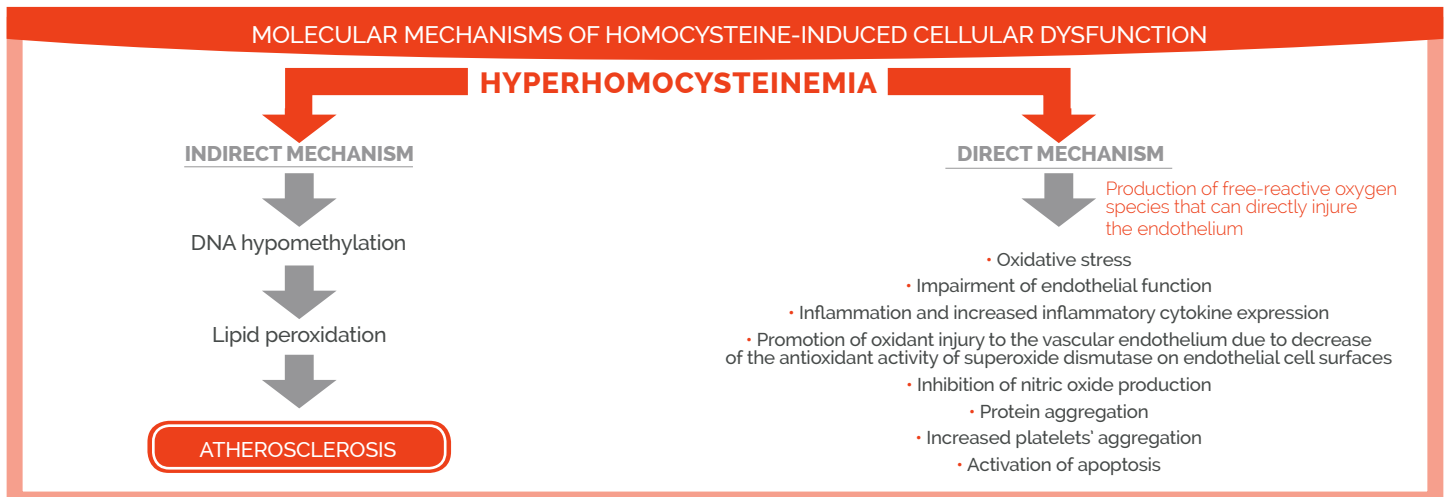 MOLECULAR MECHANISMS OF HOMOCYSTEINE-INDUCED CELLULAR DYSFUNCTION
HYPERHOMOCYSTEINEMIA
INDIRECT MECHANISM
DNA hypomethylation
Lipid peroxidation
ATHEROSCLEROSIS
DIRECT MECHANISM
Production of free-reactive oxygen
species that can directly injure
the endothelium
• Oxidative stress
• Impairment of endothelial function
• Inflammation and increased inflammatory cytokine expression
• Promotion of oxidant injury to the vascular endothelium due to decrease
of the antioxidant activity of superoxide dismutase on endothelial cell surfaces
• Inhibition of nitric oxide production
• Protein aggregation
• Increased platelets' aggregation
• Activation of apoptosis